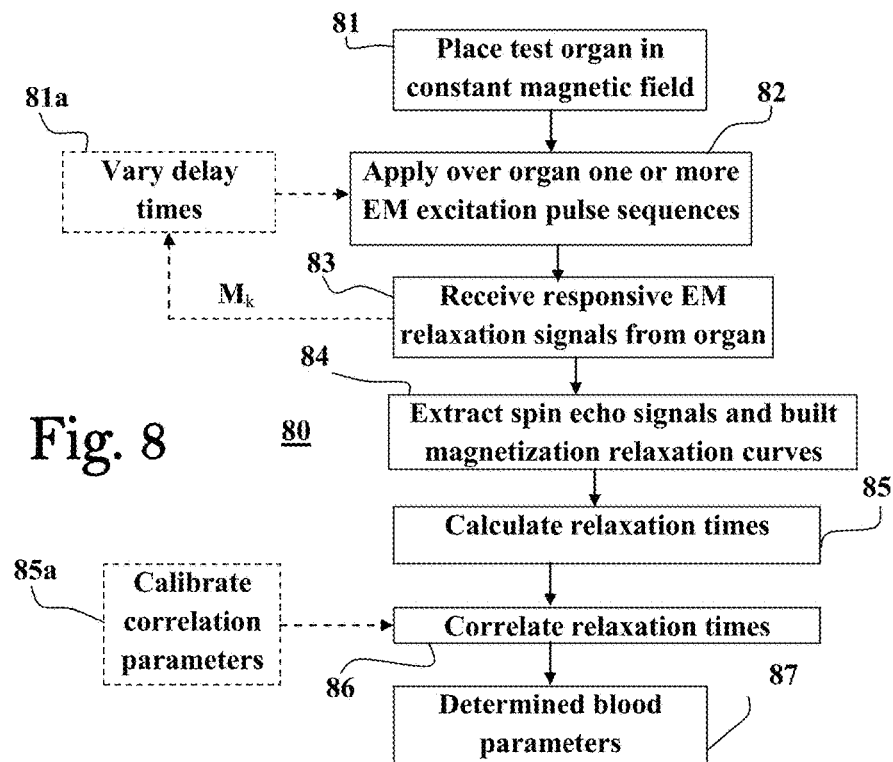 81
Place test organ in
constant magnetic field
81a
82
Vary delay
times
Apply over organ one or more
EM excitation pulse sequences
83
Mk
Receive responsive EM
relaxation signals from organ
84
Fig. 8
80
Extract spin echo signals and built
magnetization relaxation curves
85
Calculate relaxation times
85a
Calibrate
correlation
parameters
Correlate relaxation times
86
87
Determined blood
parameters